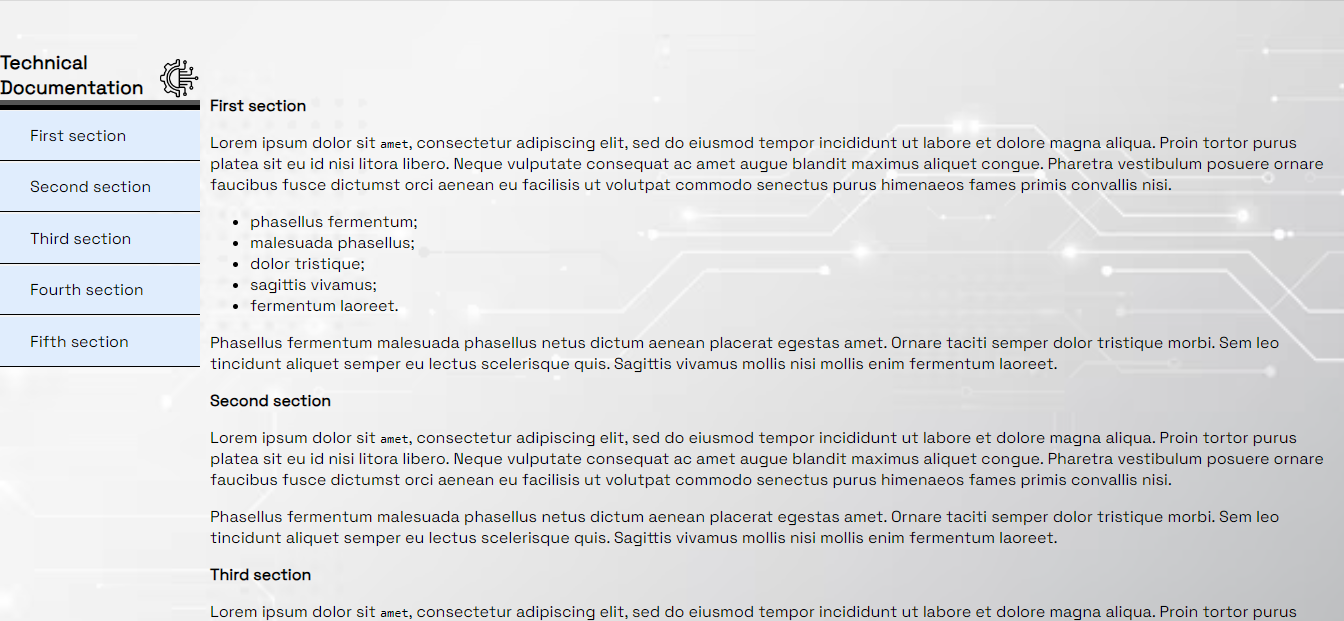 Technical
Documentation
First section
Second section
Third section
Fourth section
Fifth section
First section
Lorem ipsum dolor sit amet, consectetur adipiscing elit, sed do eiusmod tempor incididunt ut labore et dolore magna aliqua. Proin tortor purus
platea sit eu id nisi litora libero. Neque vulputate consequat ac amet augue blandit maximus aliquet congue. Pharetra vestibulum posuere ornare
faucibus fusce dictumst orci aenean eu facilisis ut volutpat commodo senectus purus himenaeos fames primis convallis nisi.
• phasellus fermentum;
• malesuada phasellus;
• dolor tristique;
• sagittis vivamus;
• fermentum laoreet.
Phasellus fermentum malesuada phasellus netus dictum aenean placerat egestas amet. Ornare taciti semper dolor tristique morbi. Sem leo
tincidunt aliquet semper eu lectus scelerisque quis. Sagittis vivamus mollis nisi mollis enim fermentum laoreet.
Second section
Lorem ipsum dolor sit amet, consectetur adipiscing elit, sed do eiusmod tempor incididunt ut labore et dolore magna aliqua. Proin tortor purus
platea sit eu id nisi litora libero. Neque vulputate consequat ac amet augue blandit maximus aliquet congue. Pharetra vestibulum posuere ornare
faucibus fusce dictumst orci aenean eu facilisis ut volutpat commodo senectus purus himenaeos fames primis convallis nisi.
Phasellus fermentum malesuada phasellus netus dictum aenean placerat egestas amet. Ornare taciti semper dolor tristique morbi. Sem leo
tincidunt aliquet semper eu lectus scelerisque quis. Sagittis vivamus mollis nisi mollis enim fermentum laoreet.
Third section
Lorem ipsum dolor sit amet, consectetur adipiscing elit, sed do eiusmod tempor incididunt ut labore et dolore magna aliqua. Proin tortor purus